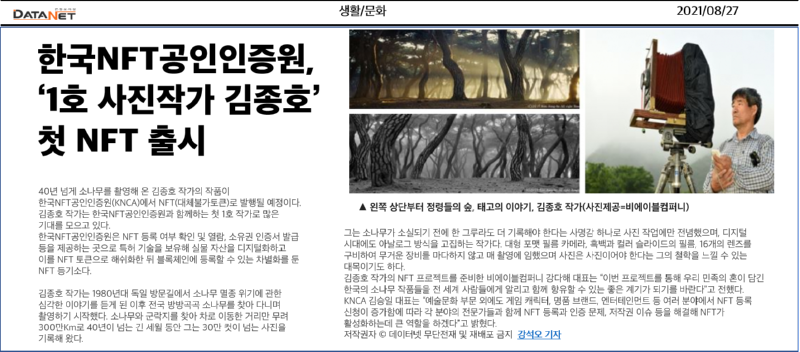 DATANET
생활/문화
2021/08/27
한국NFT공인인증원,
‘1호 사진작가 김종호’
첫 NFT 출시
▲ 왼쪽 상단부터 정령들의 숲, 태고의 이야기, 김종호 작가(사진제공=비에이블컴퍼니)
40년 넘게 소나무를 촬영해 온 김종호 작가의 작품이
한국NFT공인인증원(KNCA)에서 NFT(대체불가토큰)로 발행될 예정이다.
김종호 작가는 한국NFT공인인증원과 함께하는 첫 1호 작가로 많은
기대를 모으고 있다.
한국NFT공인인증원은 NFT 등록 여부 확인 및 열람, 소유권 인증서 발급
등을 제공하는 곳으로 특허 기술을 보유해 실물 자산을 디지털화하고
이를 NFT 토큰으로 해쉬화한 뒤 블록체인에 등록할 수 있는 차별화를 둔
NFT 등기소다.
김종호 작가는 1980년대 독일 방문길에서 소나무 멸종 위기에 관한
심각한 이야기를 듣게 된 이후 전국 방방곡곡 소나무를 찾아 다니며
촬영하기 시작했다. 소나무와 군락지를 찾아 차로 이동한 거리만 무려
300만Km로 40년이 넘는 긴 세월 동안 그는 30만 컷이 넘는 사진을
기록해 왔다.
그는 소나무가 소실되기 전에 한 그루라도 더 기록해야 한다는 사명감 하나로 사진 작업에만 전념했으며, 디지털
시대에도 아날로그 방식을 고집하는 작가다. 대형 포맷 필름 카메라, 흑백과 컬러 슬라이드의 필름, 16개의 렌즈를
구비하여 무거운 장비를 마다하지 않고 매 촬영에 임했으며 사진은 사진이어야 한다는 그의 철학을 느낄 수 있는
대목이기도 하다.
김종호 작가의 NFT 프로젝트를 준비한 비에이블컴퍼니 감다해 대표는 “이번 프로젝트를 통해 우리 민족의 혼이 담긴
한국의 소나무 작품들을 전 세계 사람들에게 알리고 함께 향유할 수 있는 좋은 계기가 되기를 바란다”고 전했다.
KNCA 김승일 대표는 “예술문화 부문 외에도 게임 캐릭터, 명품 브랜드, 엔터테인먼트 등 여러 분야에서 NFT 등록
신청이 증가함에 따라 각 분야의 전문가들과 함께 NFT 등록과 인증 문제, 저작권 이슈 등을 해결해 NFT가
활성화하는데 큰 역할을 하겠다”고 밝혔다.
저작권자 © 데이터넷 무단전재 및 재배포 금지 강석오 기자